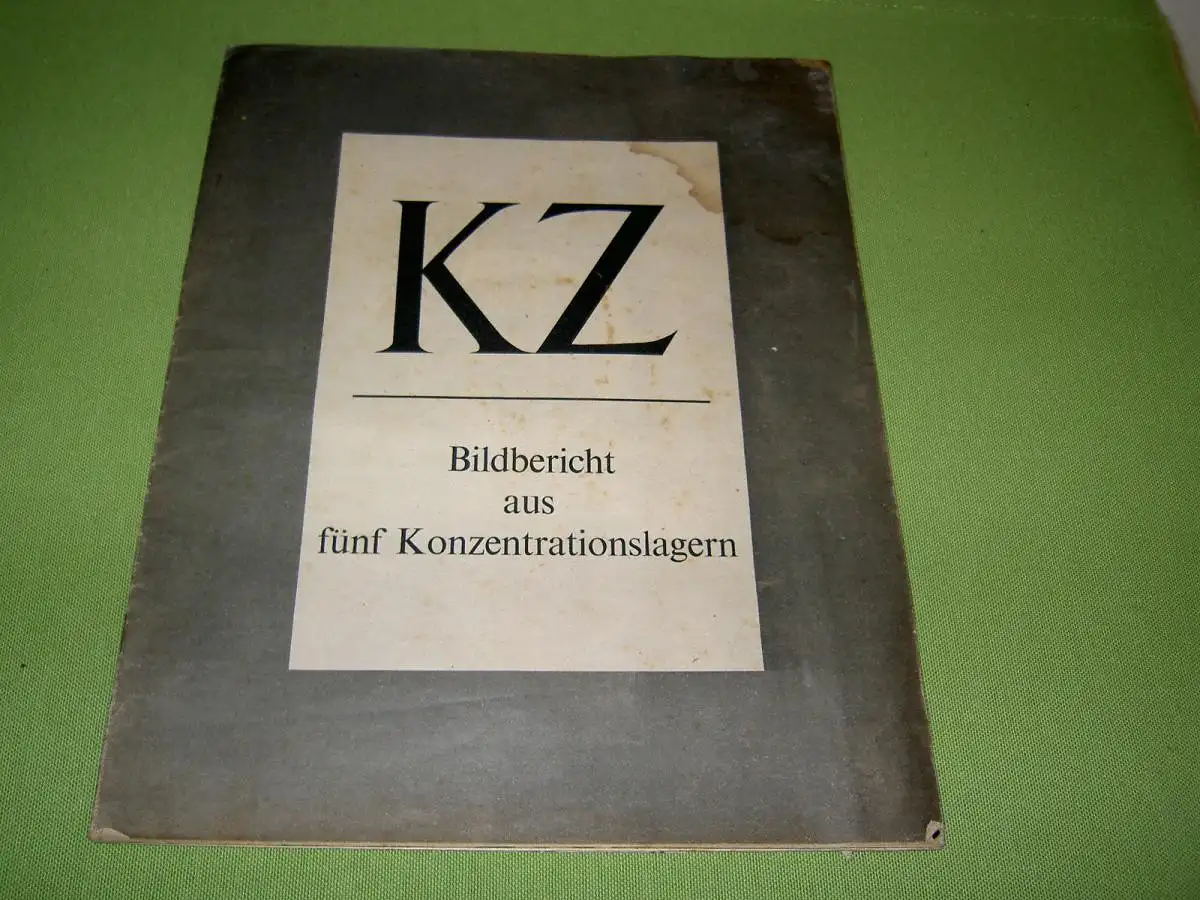 KZ
Bildbericht
aus
fünf Konzentrationslagern